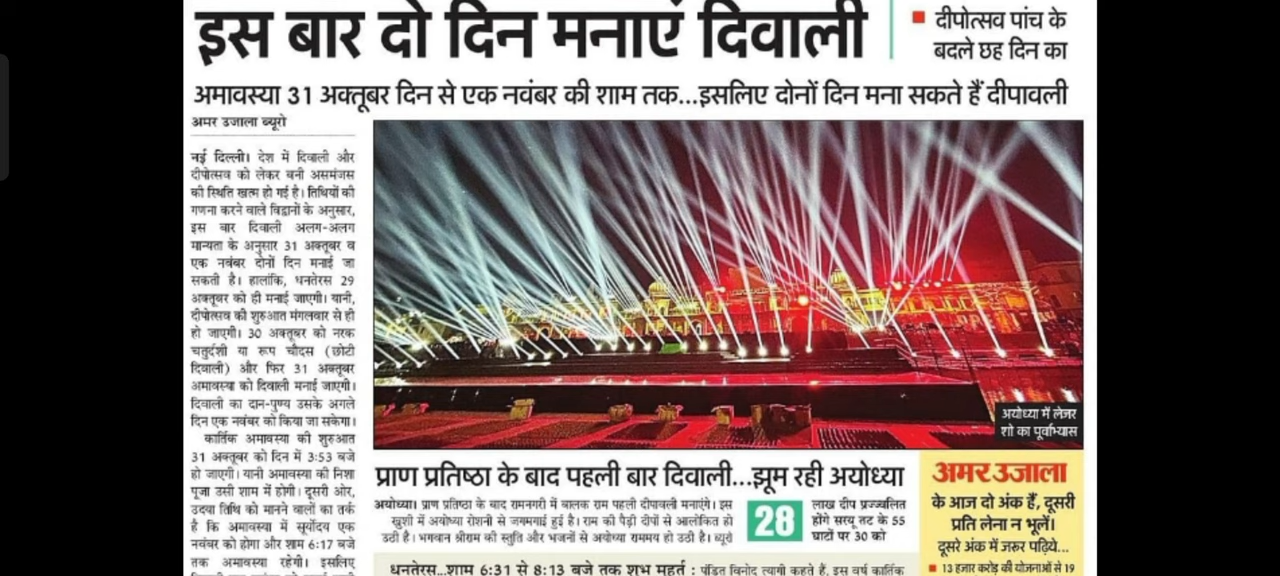 इस बार दो दिन मनाएं दिवाली
दीपोत्सव पांच के
बदले छह दिन का
अमावस्या 31 अक्तूबर दिन से एक नवंबर की शाम तक...इसलिए दोनों दिन मना सकते हैं दीपावली
अमर उजाला ब्यूरो
नई दिल्ली। देश में दिवाली और
दीपोत्सव को लेकर बनी असमंजस
की स्थिति खत्म हो गई है। तिथियों की
गणना करने वाले विद्वानों के अनुसार,
इस बार दिवाली अलग-अलग
मान्यता के अनुसार 31 अक्तूबर व
एक नवंबर दोनों दिन मनाई जा
सकती है। हालांकि, धनतेरस 29
अक्तूबर को ही मनाई जाएगी। यानी,
दीपोत्सव की शुरुआत मंगलवार से ही
हो जाएगी। 30 अक्तूबर को नरक
चतुर्दशी या रूप चौदस (छोटी
दिवाली) और फिर 31 अक्तूबर
अमावस्या को दिवाली मनाई जाएगी।
दिवाली का दान-पुण्य उसके अगले
दिन एक नवंबर को किया जा सकेगा।
कार्तिक अमावस्या की शुरुआत
31 अक्तूबर को दिन में 3:53 बजे
हो जाएगी। यानी अमावस्या की निशा
पूजा उसी शाम में होगी। दूसरी ओर,
उदया तिथि को मानने वालों का तर्क
है कि अमावस्या में सूर्योदय एक
नवंबर को होगा और शाम 6:17 बजे
तक अमावस्या रहेगी। इसलिए
अयोध्या में लेजर
शो का पूर्वाभ्यास
प्राण प्रतिष्ठा के बाद पहली बार दिवाली...झूम रही अयोध्या
अयोध्या। प्राण प्रतिष्ठा के बाद रामनगरी में बालक राम पहली दीपावली मनाएंगे। इस
खुशी में अयोध्या रोशनी से जगमगाई हुई है। राम की पैड़ी दीपों से आलोकित हो
उठी है। भगवान श्रीराम की स्तुति और भजनों से अयोध्या राममय हो उठी है। ब्यूरो
28
लाख दीप प्रज्ज्वलित
होंगे सरयू तट के 55
घाटों पर 30 को
अमर उजाला
के आज दो अंक हैं, दूसरी
प्रति लेना न भूलें।
दूसरे अंक में जरूर पढ़िये...
13 हजार करोड़ की योजनाओं से 19
धनतेरस...शाम 6:31 से 8:13 बजे तक शुभ मुहूर्त : पंडित विनोद त्यागी कहते हैं, इस वर्ष कार्तिक